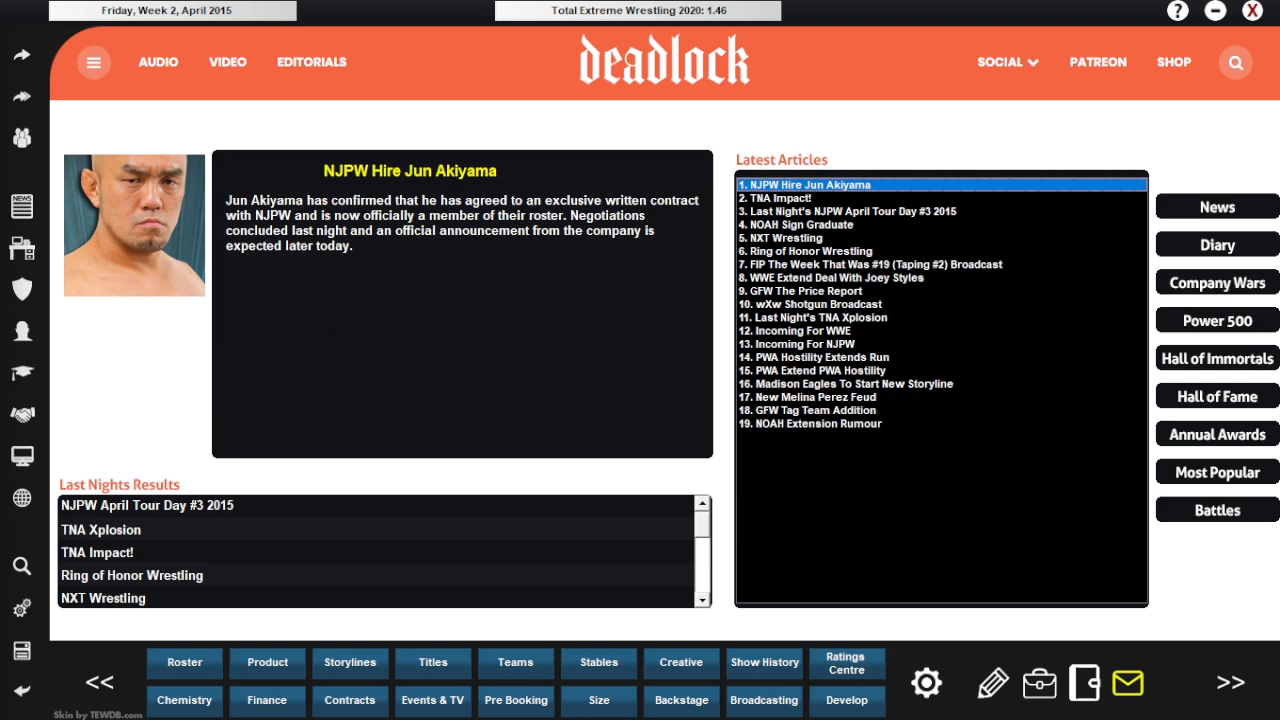 Friday, Week 2, April 2015
Total Extreme Wrestling 2020: 1.46
?
X
AUDIO
VIDEO
EDITORIALS
deadlock
SOCIAL
PATREON
SHOP
NJPW Hire Jun Akiyama
Jun Akiyama has confirmed that he has agreed to an exclusive written contract
with NJPW and is now officially a member of their roster. Negotiations
concluded last night and an official announcement from the company is
expected later today.
Latest Articles
1. NJPW Hire Jun Akiyama
2. TNA Impact!
3. Last Night's NJPW April Tour Day #3 2015
4. NOAH Sign Graduate
5. NXT Wrestling
6. Ring of Honor Wrestling
7. FIP The Week That Was #19 (Taping #2) Broadcast
8. WWE Extend Deal With Joey Styles
9. GFW The Price Report
10. wXw Shotgun Broadcast
11. Last Night's TNA Xplosion
12. Incoming For WWE
13. Incoming For NJPW
14. PWA Hostility Extends Run
15. PWA Extend PWA Hostility
16. Madison Eagles To Start New Storyline
17. New Melina Perez Feud
18. GFW Tag Team Addition
19. NOAH Extension Rumour
News
Diary
Company Wars
Power 500
Hall of Immortals
Hall of Fame
Annual Awards
Most Popular
Battles
NEWS
Last Nights Results
NJPW April Tour Day #3 2015
TNA Xplosion
TNA Impact!
Ring of Honor Wrestling
NXT Wrestling
<<
Roster
Product
Storylines
Titles
Teams
Stables
Creative
Show History
Ratings
Centre
Chemistry
Finance
Contracts
Events & TV
Pre Booking
Size
Backstage
Broadcasting
Develop
>>
Skin by TEWDB.com